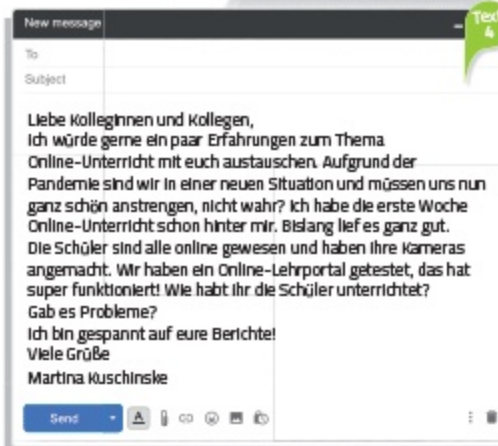 New message
Text
4
To
Subject
Liebe Kolleginnen und Kollegen,
Ich würde gerne ein paar Erfahrungen zum Thema
Online-Unterricht mit euch austauschen. Aufgrund der
Pandemie sind wir in einer neuen Situation und müssen uns nun
ganz schön anstrengen, nicht wahr? Ich habe die erste Woche
Online-Unterricht schon hinter mir. Bislang lief es ganz gut.
Die Schüler sind alle online gewesen und haben ihre Kameras
angemacht. Wir haben ein Online-Lehrportal getestet, das hat
super funktioniert! Wie habt ihr die Schüler unterrichtet?
Gab es Probleme?
Ich bin gespannt auf eure Berichte!
Viele Grüße
Martina Kuschinske
Send
A